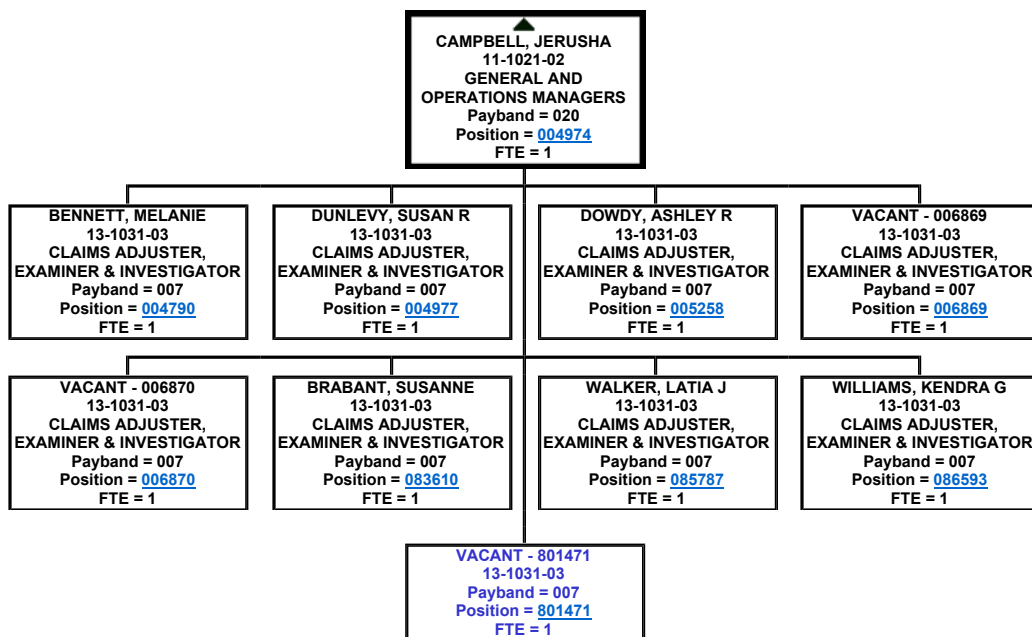 CAMPBELL, JERUSHA
11-1021-02
GENERAL AND
OPERATIONS MANAGERS
Payband = 020
Position = 004974
FTE = 1
BENNETT, MELANIE
13-1031-03
CLAIMS ADJUSTER,
EXAMINER & INVESTIGATOR
Payband = 007
Position = 004790
FTE = 1
DUNLEVY, SUSAN R
13-1031-03
CLAIMS ADJUSTER,
EXAMINER & INVESTIGATOR
Payband = 007
Position = 004977
FTE = 1
DOWDY, ASHLEY R
13-1031-03
CLAIMS ADJUSTER,
EXAMINER & INVESTIGATOR
Payband = 007
Position = 005258
FTE = 1
VACANT - 006869
13-1031-03
CLAIMS ADJUSTER,
EXAMINER & INVESTIGATOR
Payband = 007
Position = 006869
FTE = 1
VACANT - 006870
13-1031-03
CLAIMS ADJUSTER,
EXAMINER & INVESTIGATOR
Payband = 007
Position = 006870
FTE = 1
BRABANT, SUSANNE
13-1031-03
CLAIMS ADJUSTER,
EXAMINER & INVESTIGATOR
Payband = 007
Position = 083610
FTE = 1
WALKER, LATIA J
13-1031-03
CLAIMS ADJUSTER,
EXAMINER & INVESTIGATOR
Payband = 007
Position = 085787
FTE = 1
WILLIAMS, KENDRA G
13-1031-03
CLAIMS ADJUSTER,
EXAMINER & INVESTIGATOR
Payband = 007
Position = 086593
FTE = 1
VACANT - 801471
13-1031-03
Payband = 007
Position = 801471
FTE = 1